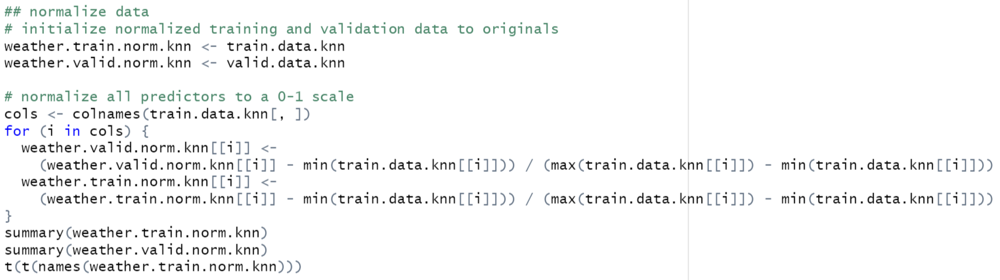 ## normalize data
# initialize normalized training and validation data to originals
weather.train.norm.knn <- train.data.knn
weather.valid.norm.knn <- valid.data.knn

# normalize all predictors to a 0-1 scale
cols <- colnames(train.data.knn[, ])
for (i in cols) {
  weather.valid.norm.knn[[i]] <-
    (weather.valid.norm.knn[[i]] - min(train.data.knn[[i]])) / (max(train.data.knn[[i]]) - min(train.data.knn[[i]]))
  weather.train.norm.knn[[i]] <-
    (weather.train.norm.knn[[i]] - min(train.data.knn[[i]])) / (max(train.data.knn[[i]]) - min(train.data.knn[[i]]))
}
summary(weather.train.norm.knn)
summary(weather.valid.norm.knn)
t(t(names(weather.train.norm.knn)))